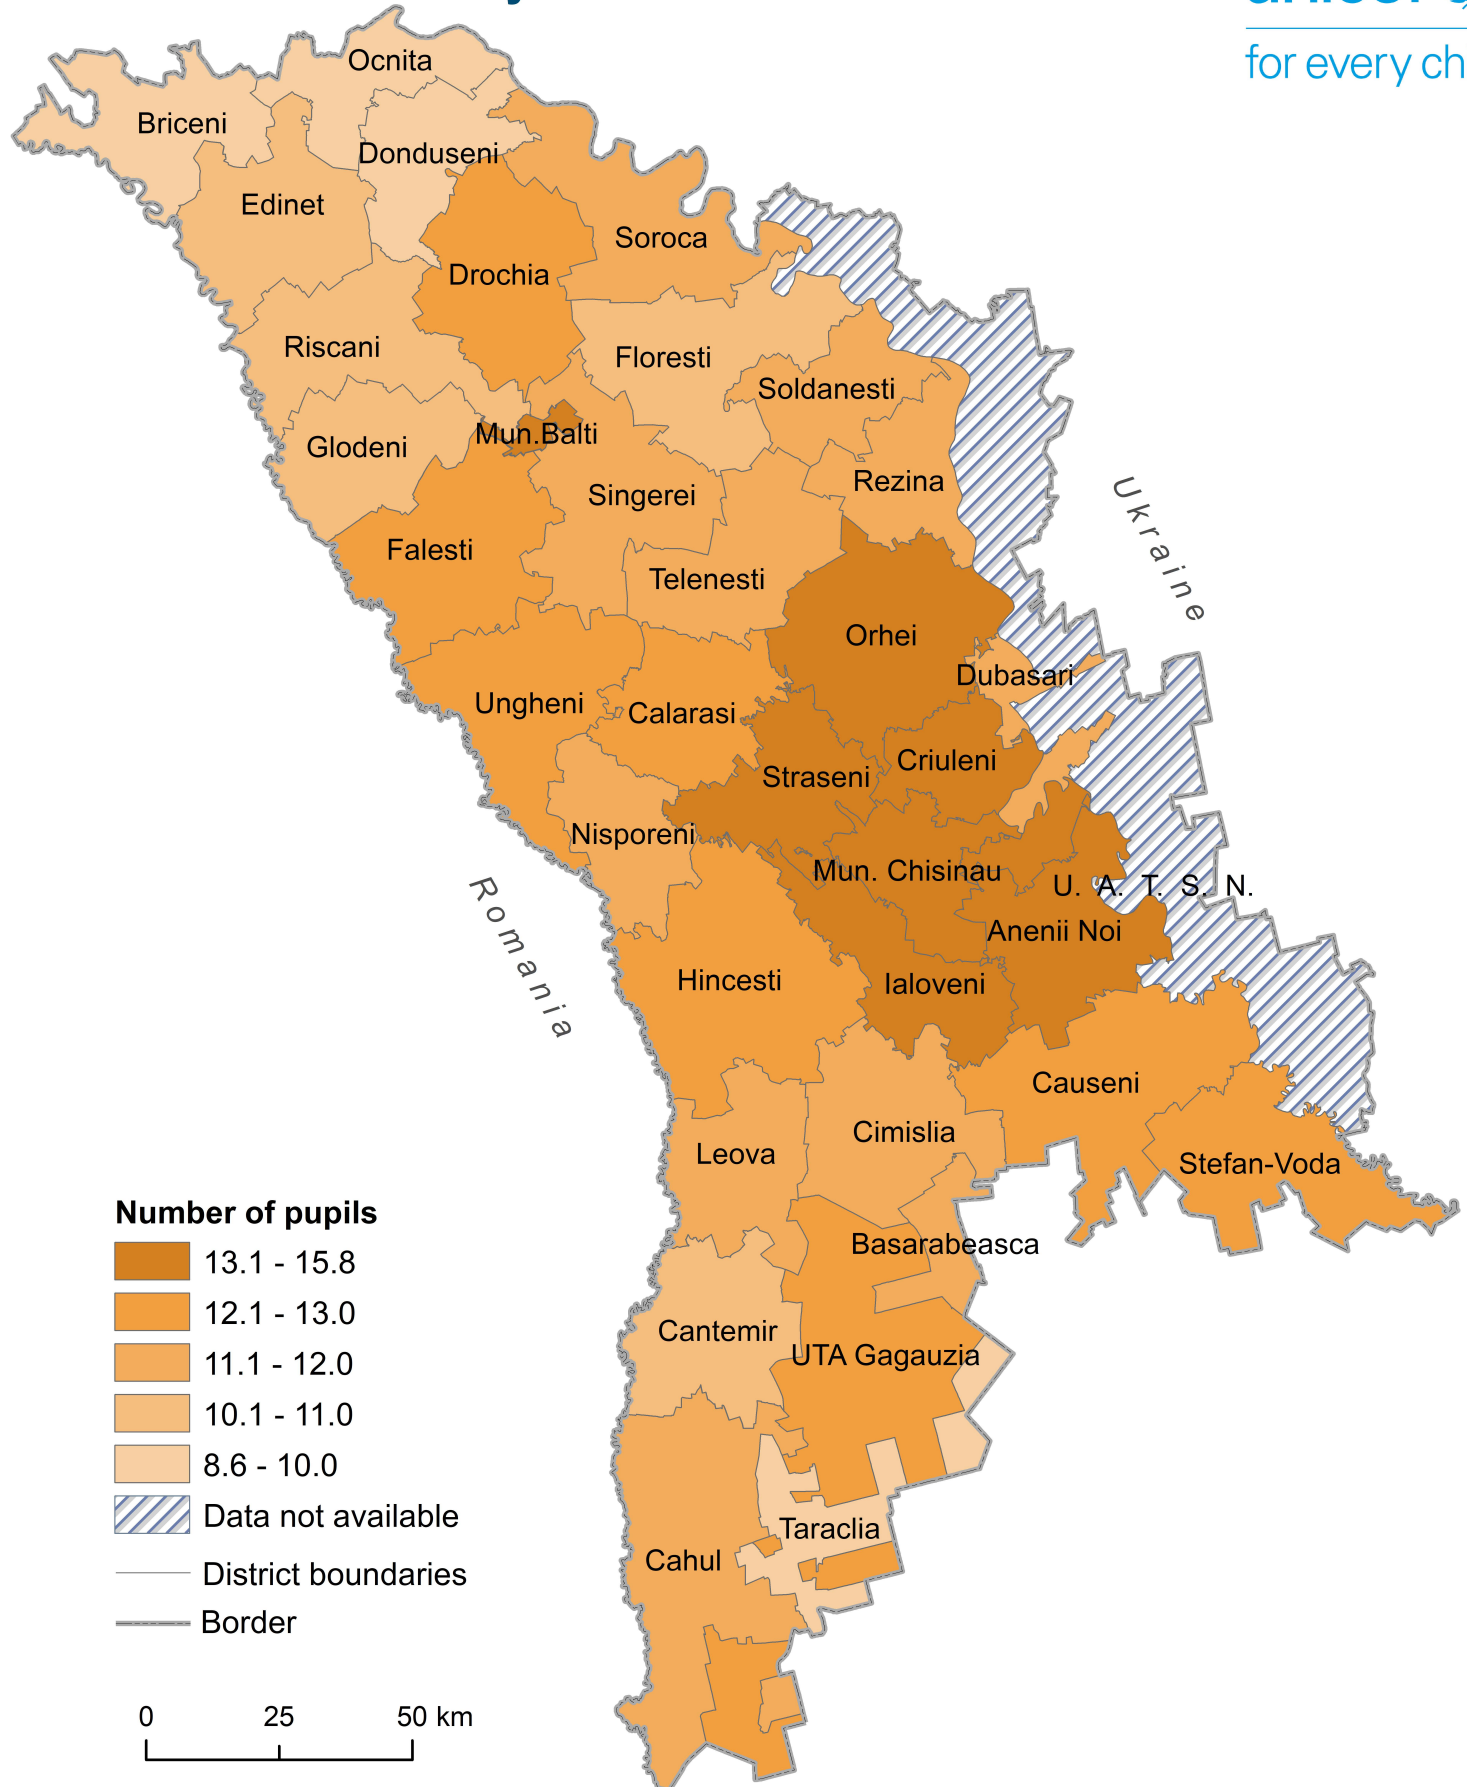 for every ch
Ocnita
Briceni
Donduseni
Edinet
Soroca
Drochia
Riscani
Floresti
Soldanesti
Mun.Balti
Glodeni
Rezina
Singerei
Ukraine
Falesti
Telenesti
Orhei
Dubasari
Ungheni
Calarasi
Criuleni
Straseni
Nisporeni
Mun. Chisinau
U. A. T. S. N.
Anenii Noi
Romania
Hincesti
Ialoveni
Causeni
Cimislia
Leova
Stefan-Voda
Basarabeasca
Cantemir
UTA Gagauzia
Taraclia
Cahul
Number of pupils
13.1 - 15.8
12.1 - 13.0
11.1 - 12.0
10.1 - 11.0
8.6 - 10.0
Data not available
District boundaries
Border
0 25 50 km